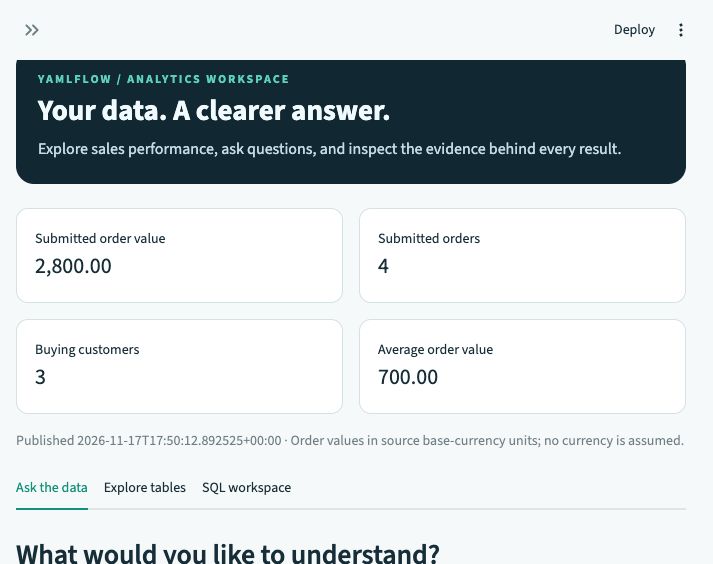 Deploy
YAMLFLOW / ANALYTICS WORKSPACE
Your data. A clearer answer.
Explore sales performance, ask questions, and inspect the evidence behind every result.
Submitted order value
2,800.00
Submitted orders
4
Buying customers
3
Average order value
700.00
Published 2026-11-17T17:50:12.892525+00:00 · Order values in source base-currency units; no currency is assumed.
Ask the data
Explore tables
SQL workspace
What would you like to understand?